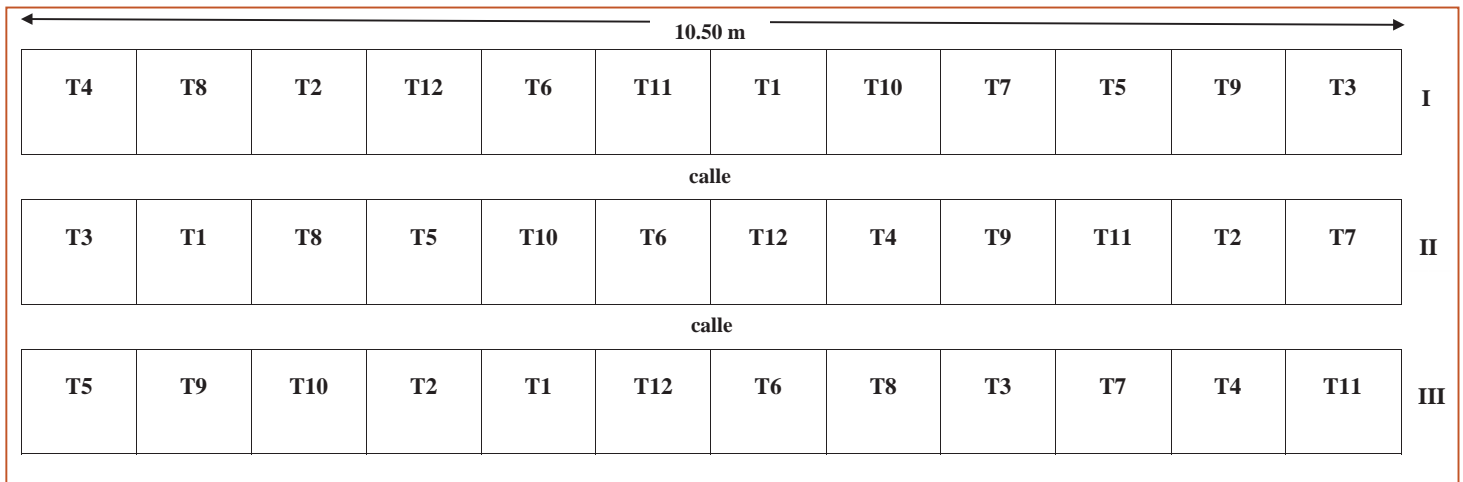 10.50 m
T4 T8 T2 T12 T6 T11 T1 T10 T7 T5 T9 T3 I
calle
T3 T1 T8 T5 T10 T6 T12 T4 T9 T11 T2 T7 II
calle
T5 T9 T10 T2 T1 T12 T6 T8 T3 T7 T4 T11 III